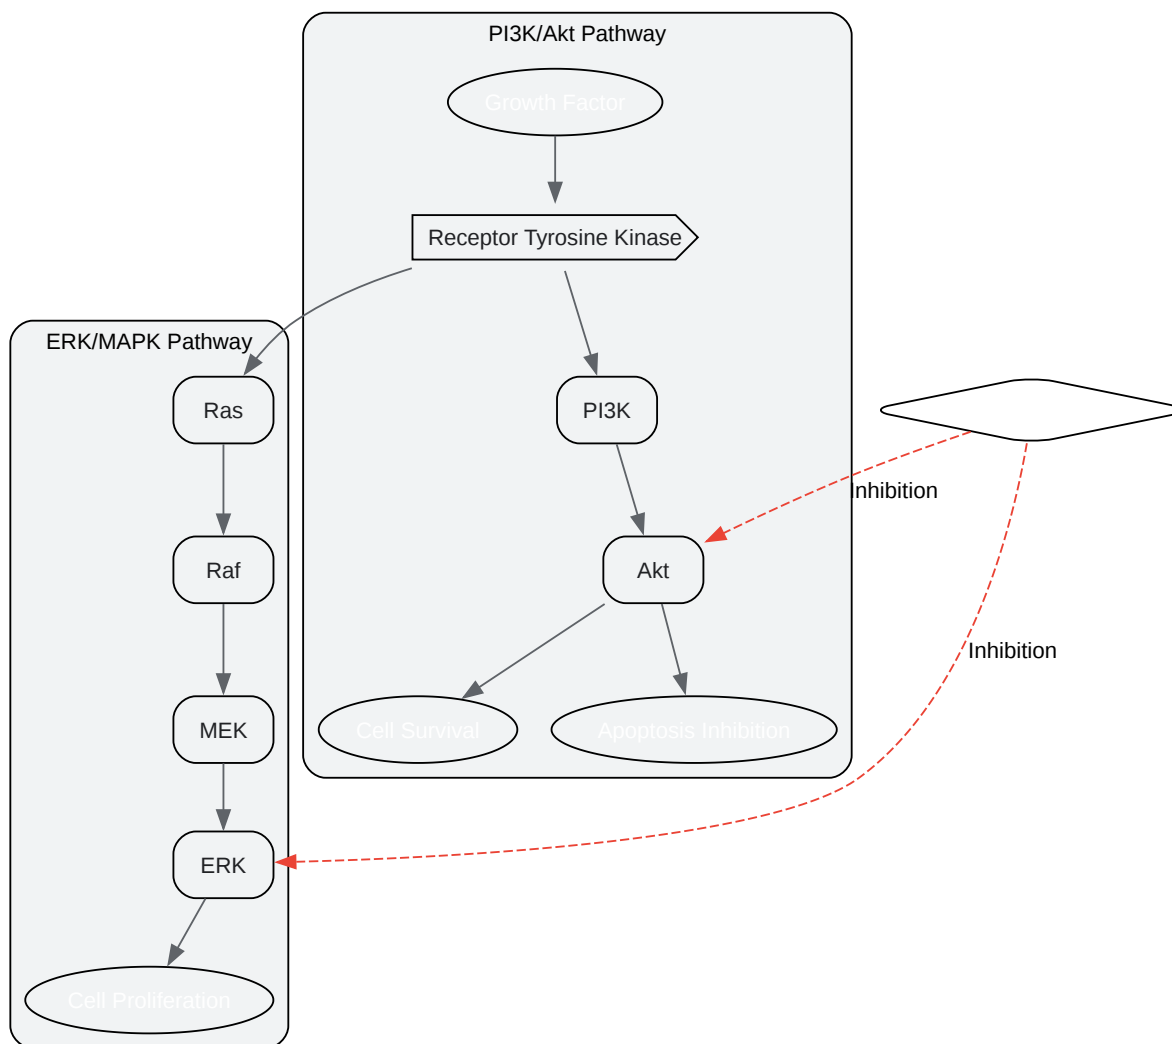 PI3K/Akt Pathway
Growth Factor
Receptor Tyrosine Kinase
ERK/MAPK Pathway
Ras
PI3K
Inhibition
Raf
Akt
Inhibition
MEK
Cell Survival
Apoptosis Inhibition
ERK
Cell Proliferation